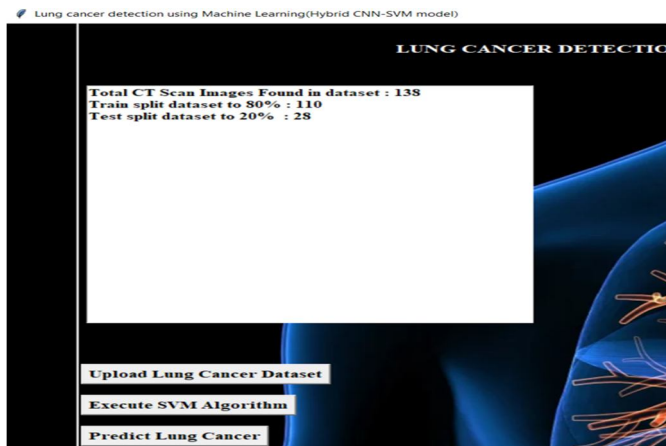 Lung cancer detection using Machine Learning(Hybrid CNN-SVM model)
LUNG CANCER DETECTIO
Total CT Scan Images Found in dataset : 138
Train split dataset to 80% : 110
Test split dataset to 20% : 28
Upload Lung Cancer Dataset
Execute SVM Algorithm
Predict Lung Cancer